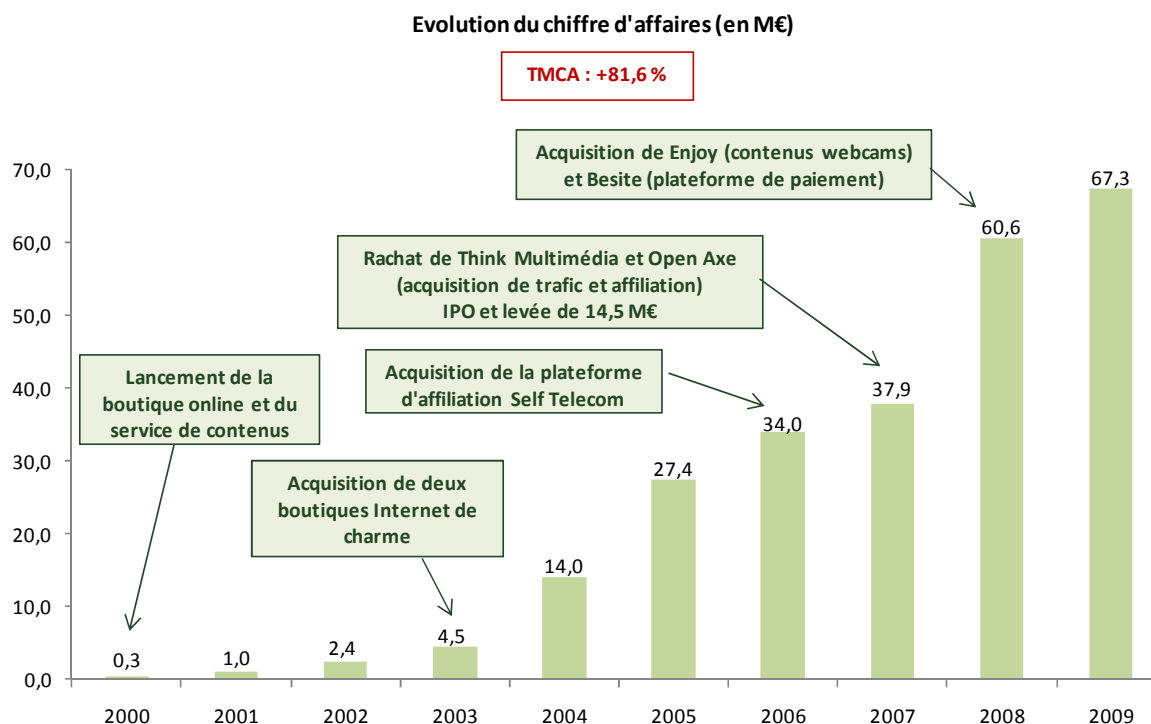 Evolution du chiffre d'affaires (en M€)
TMCA : +81,6 %
Acquisition de Enjoy (contenus webcams)
et Besite (plateforme de paiement)
Rachat de Think Multimédia et Open Axe
(acquisition de trafic et affiliation)
IPO et levée de 14,5 M€
Acquisition de la plateforme
d'affiliation Self Telecom
Lancement de la
boutique online et du
service de contenus
Acquisition de deux
boutiques Internet de
charme
70,0
60,0
50,0
40,0
30,0
20,0
10,0
0,0
0,3
1,0
2,4
4,5
14,0
27,4
34,0
37,9
60,6
67,3
2000 2001 2002 2003 2004 2005 2006 2007 2008 2009